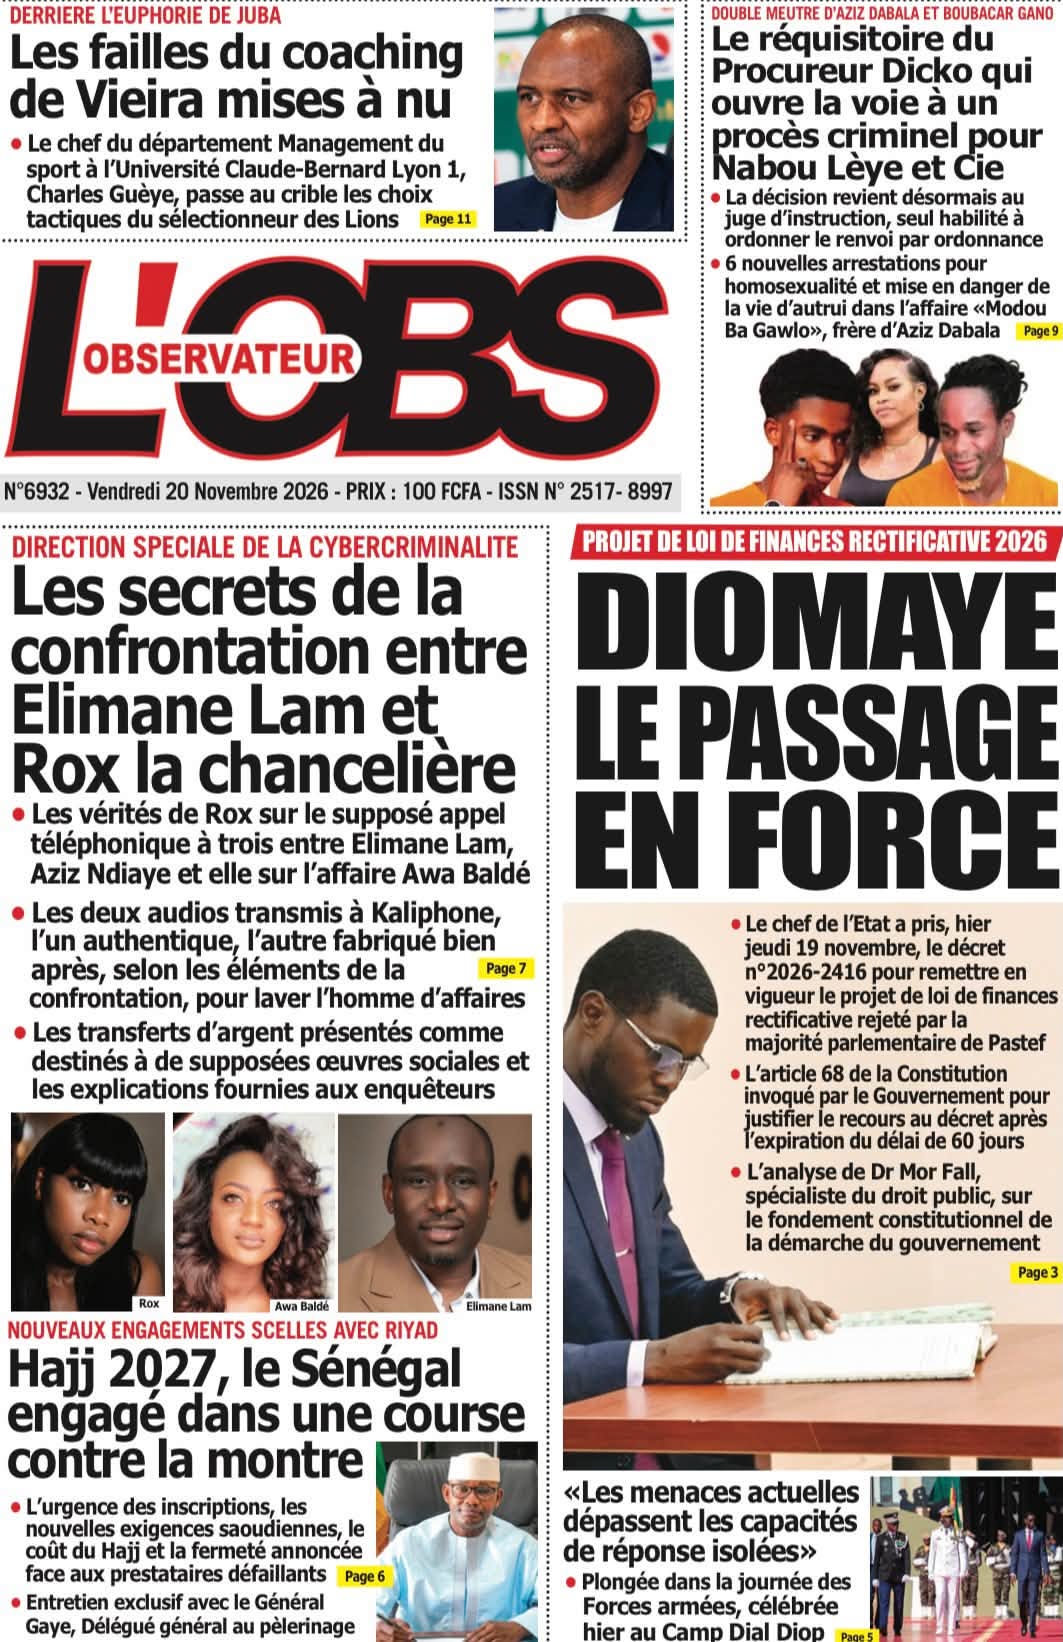 DERRIERE L'EUPHORIE DE JUBA
Les failles du coaching
de Vieira mises à nu
• Le chef du département Management du
sport à l'Université Claude-Bernard Lyon 1,
Charles Guèye, passe au crible les choix
tactiques du sélectionneur des Lions Page 11
DOUBLE MEUTRE D'AZIZ DABALA ET BOUBACAR GANO
Le réquisitoire du
Procureur Dicko qui
ouvre la voie à un
procès criminel pour
Nabou Lèye et Cie
• La décision revient désormais au
juge d'instruction, seul habilité à
ordonner le renvoi par ordonnance
• 6 nouvelles arrestations pour
homosexualité et mise en danger de
la vie d'autrui dans l'affaire «Modou
Ba Gawlo», frère d'Aziz Dabala Page 9
L'OBS
OBSERVATEUR
N°6932 - Vendredi 20 Novembre 2026 - PRIX : 100 FCFA - ISSN N° 2517- 8997
DIRECTION SPECIALE DE LA CYBERCRIMINALITE
Les secrets de la
confrontation entre
Elimane Lam et
Rox la chancelière
• Les vérités de Rox sur le supposé appel
téléphonique à trois entre Elimane Lam,
Aziz Ndiaye et elle sur l'affaire Awa Baldé
• Les deux audios transmis à Kaliphone,
l'un authentique, l'autre fabriqué bien
après, selon les éléments de la Page 7
confrontation, pour laver l'homme d'affaires
• Les transferts d'argent présentés comme
destinés à de supposées œuvres sociales et
les explications fournies aux enquêteurs
Rox
Awa Baldé
Elimane Lam
PROJET DE LOI DE FINANCES RECTIFICATIVE 2026
DIOMAYE
LE PASSAGE
EN FORCE
• Le chef de l'Etat a pris, hier
jeudi 19 novembre, le décret
n°2026-2416 pour remettre en
vigueur le projet de loi de finances
rectificative rejeté par la
majorité parlementaire de Pastef
• L'article 68 de la Constitution
invoqué par le Gouvernement pour
justifier le recours au décret après
l'expiration du délai de 60 jours
• L'analyse de Dr Mor Fall,
spécialiste du droit public, sur
le fondement constitutionnel de
la démarche du gouvernement
Page 3
NOUVEAUX ENGAGEMENTS SCELLES AVEC RIYAD
Hajj 2027, le Sénégal
engagé dans une course
contre la montre
• L'urgence des inscriptions, les
nouvelles exigences saoudiennes, le
coût du Hajj et la fermeté annoncée
face aux prestataires défaillants Page 6
• Entretien exclusif avec le Général
Gaye, Délégué général au pèlerinage
«Les menaces actuelles
dépassent les capacités
de réponse isolées»
• Plongée dans la journée des
Forces armées, célébrée
hier au Camp Dial Diop Page 5